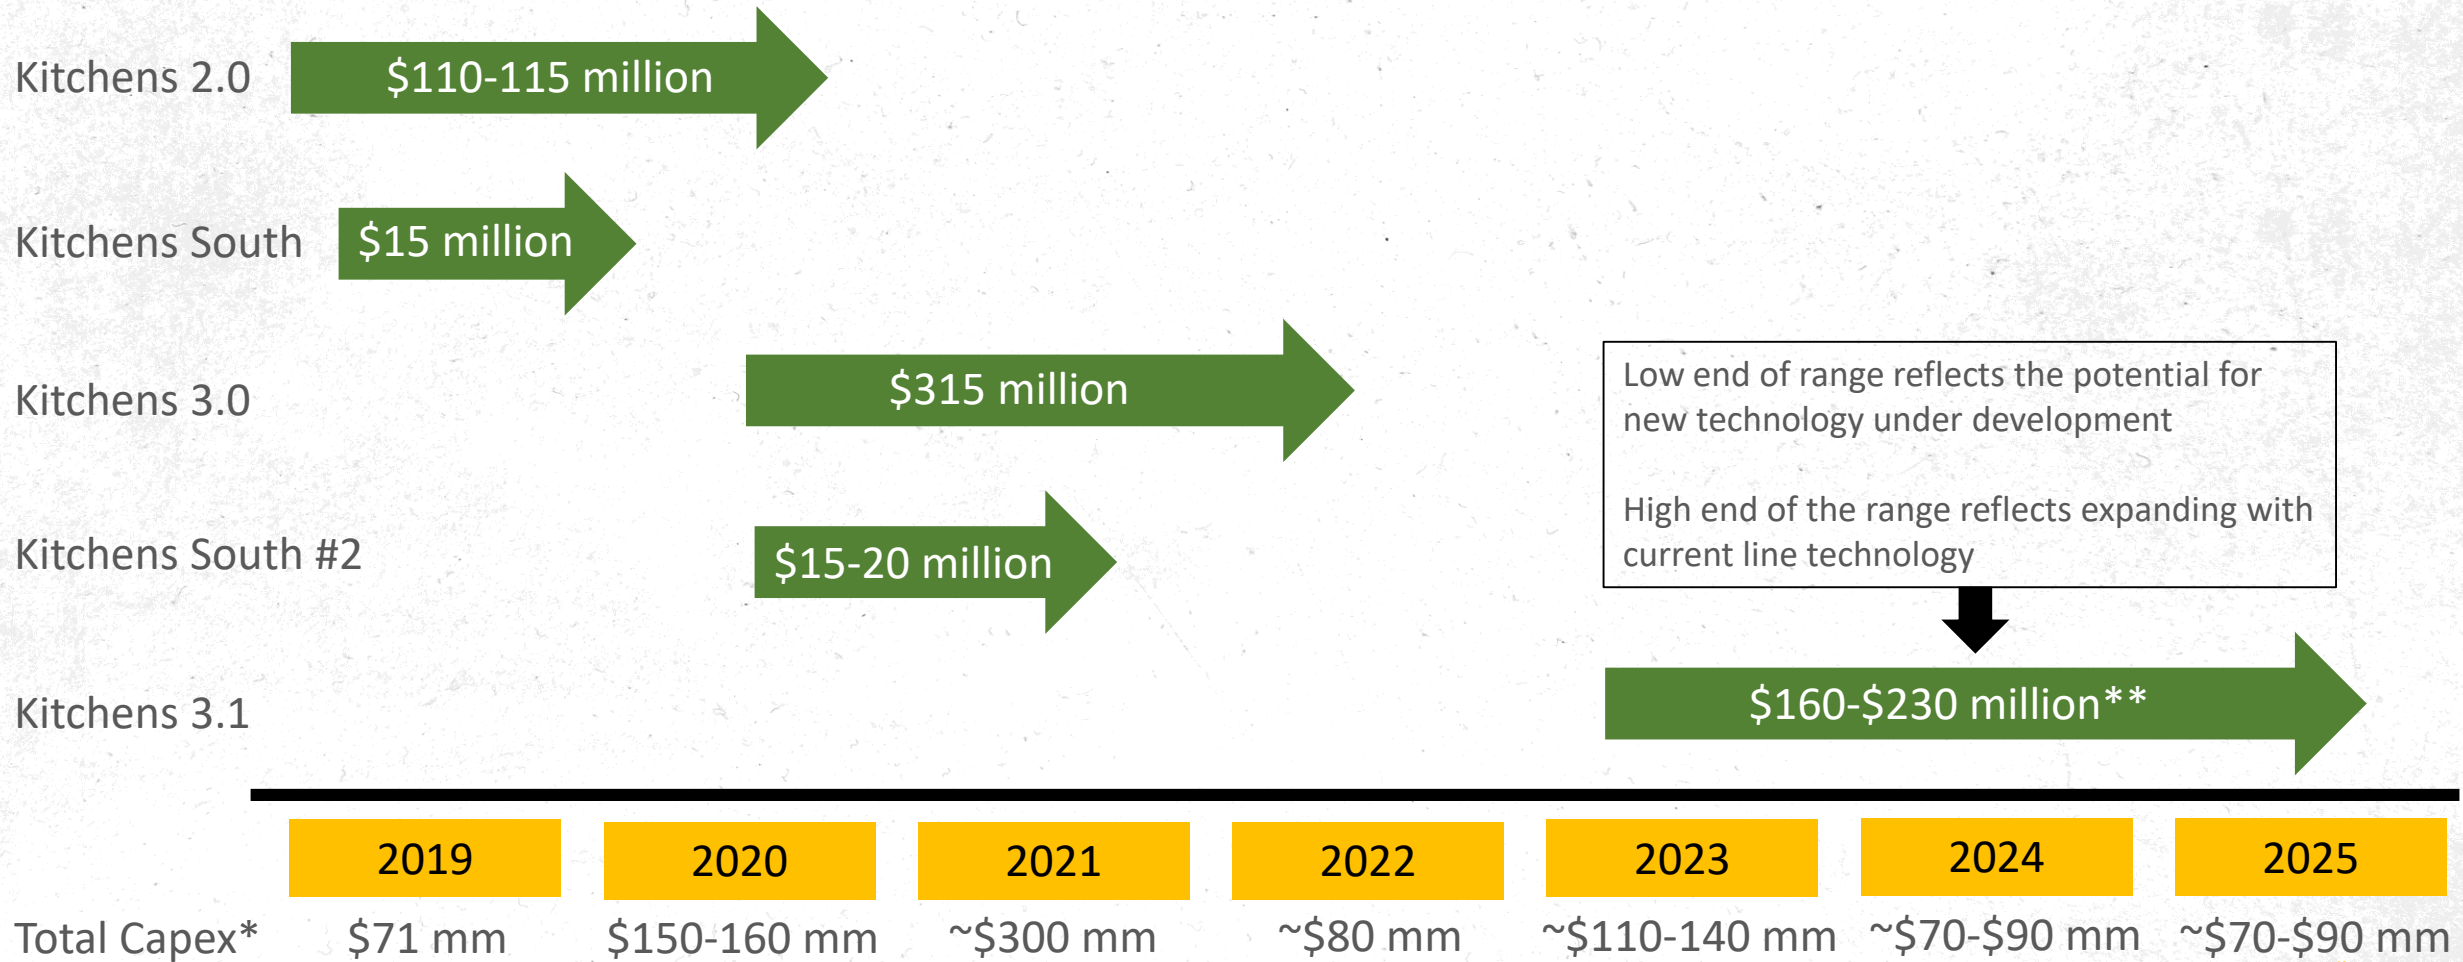 Kitchens 2.0
$110-115 million
Kitchens South
$15 million
Kitchens 3.0
$315 million
Low end of range reflects the potential for
new technology under development
High end of the range reflects expanding with
current line technology
Kitchens South #2
$15-20 million
Kitchens 3.1
$160-$230 million**
2019
2020
2021
2022
2023
2024
2025
Total Capex*
$71 mm
$150-160 mm
~$300 mm
~$80 mm
~$110-140 mm
~$70-$90 mm
~$70-$90 mm